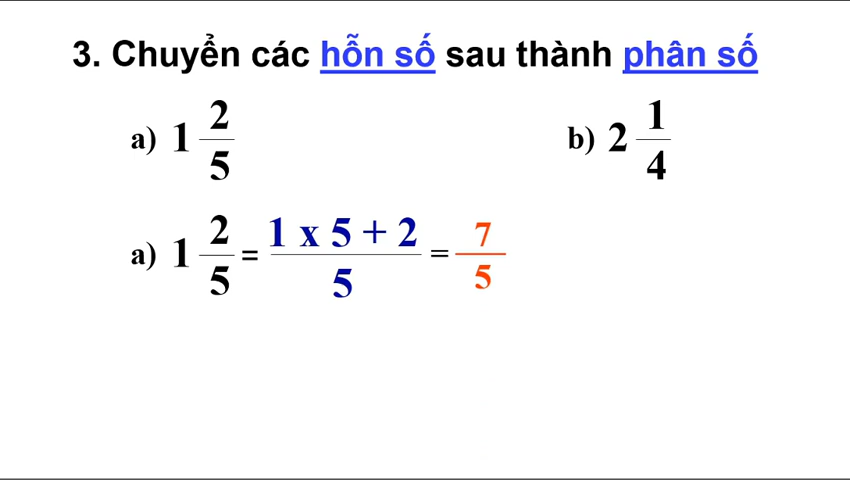 3. Chuyển các hỗn số sau thành phân số
a) 1 2/5 b) 2 1/4
a) 1 2/5 = 1 x 5 + 2/5 = 7/5